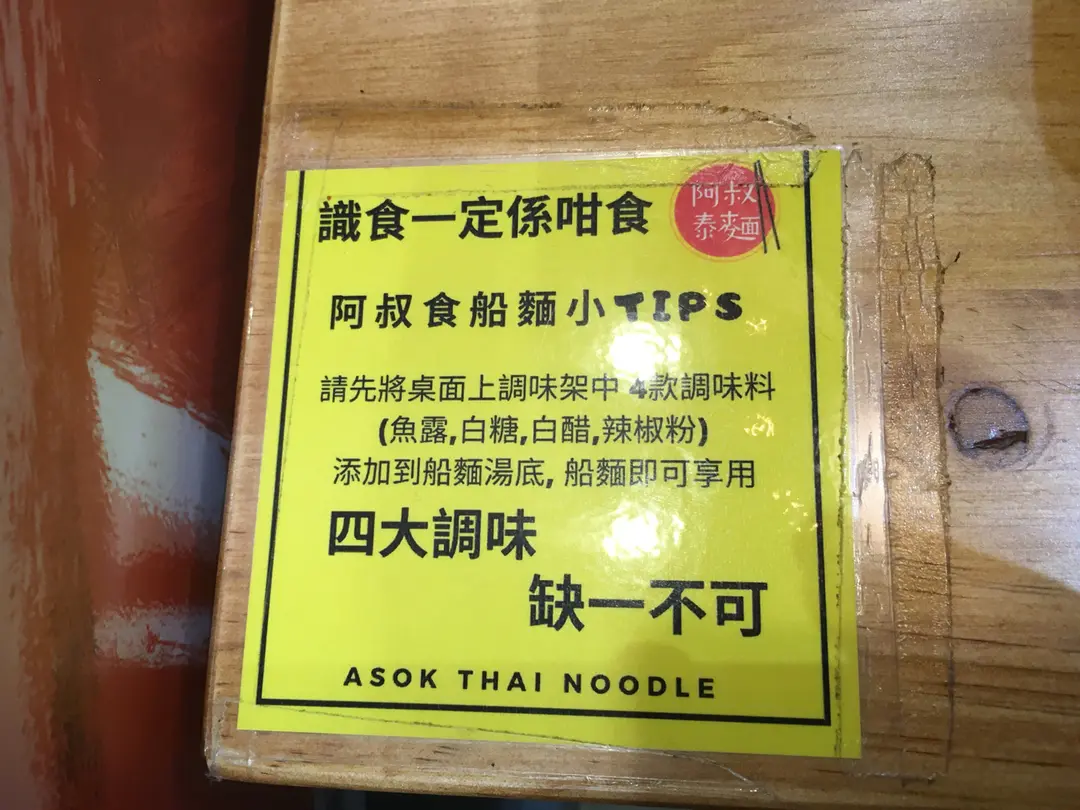 識食一定係咁食
阿叔
泰麵
阿叔食船麵小TIPS
請先將桌面上調味架中 4款調味料
(魚露,白糖,白醋,辣椒粉)
添加到船麵湯底, 船麵即可享用
四大調味
缺一不可
ASOK THAI NOODLE